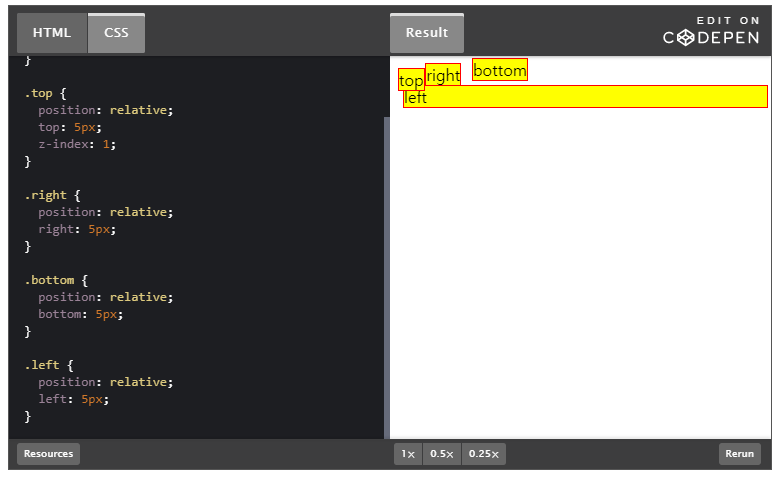 HTML CSS Result EDIT ON
CODEPEN
}
.top {
position: relative;
top: 5px;
z-index: 1;
}
.right {
position: relative;
right: 5px;
}
.bottom {
position: relative;
bottom: 5px;
}
.left {
position: relative;
left: 5px;
}
top right bottom
left
Resources 1× 0.5× 0.25× Rerun